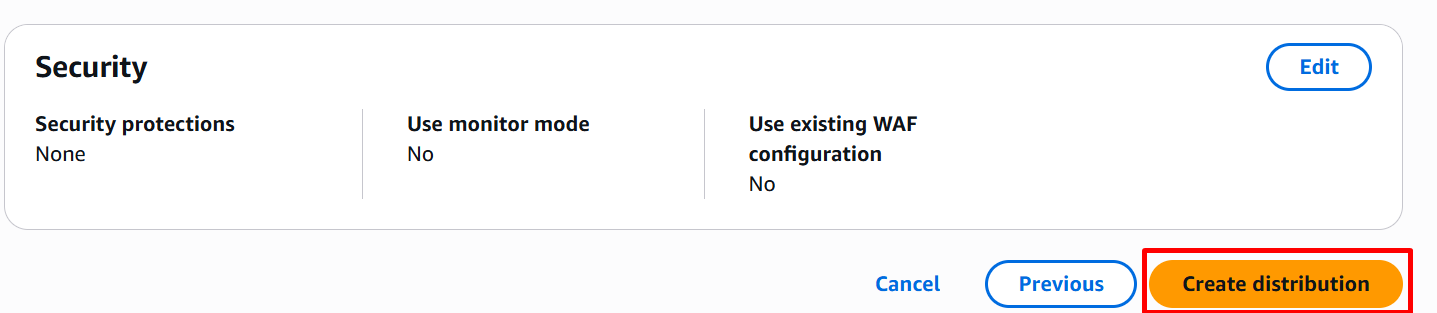 Security
Edit
Security protections
None
Use monitor mode
No
Use existing WAF
configuration
No
Cancel
Previous
Create distribution